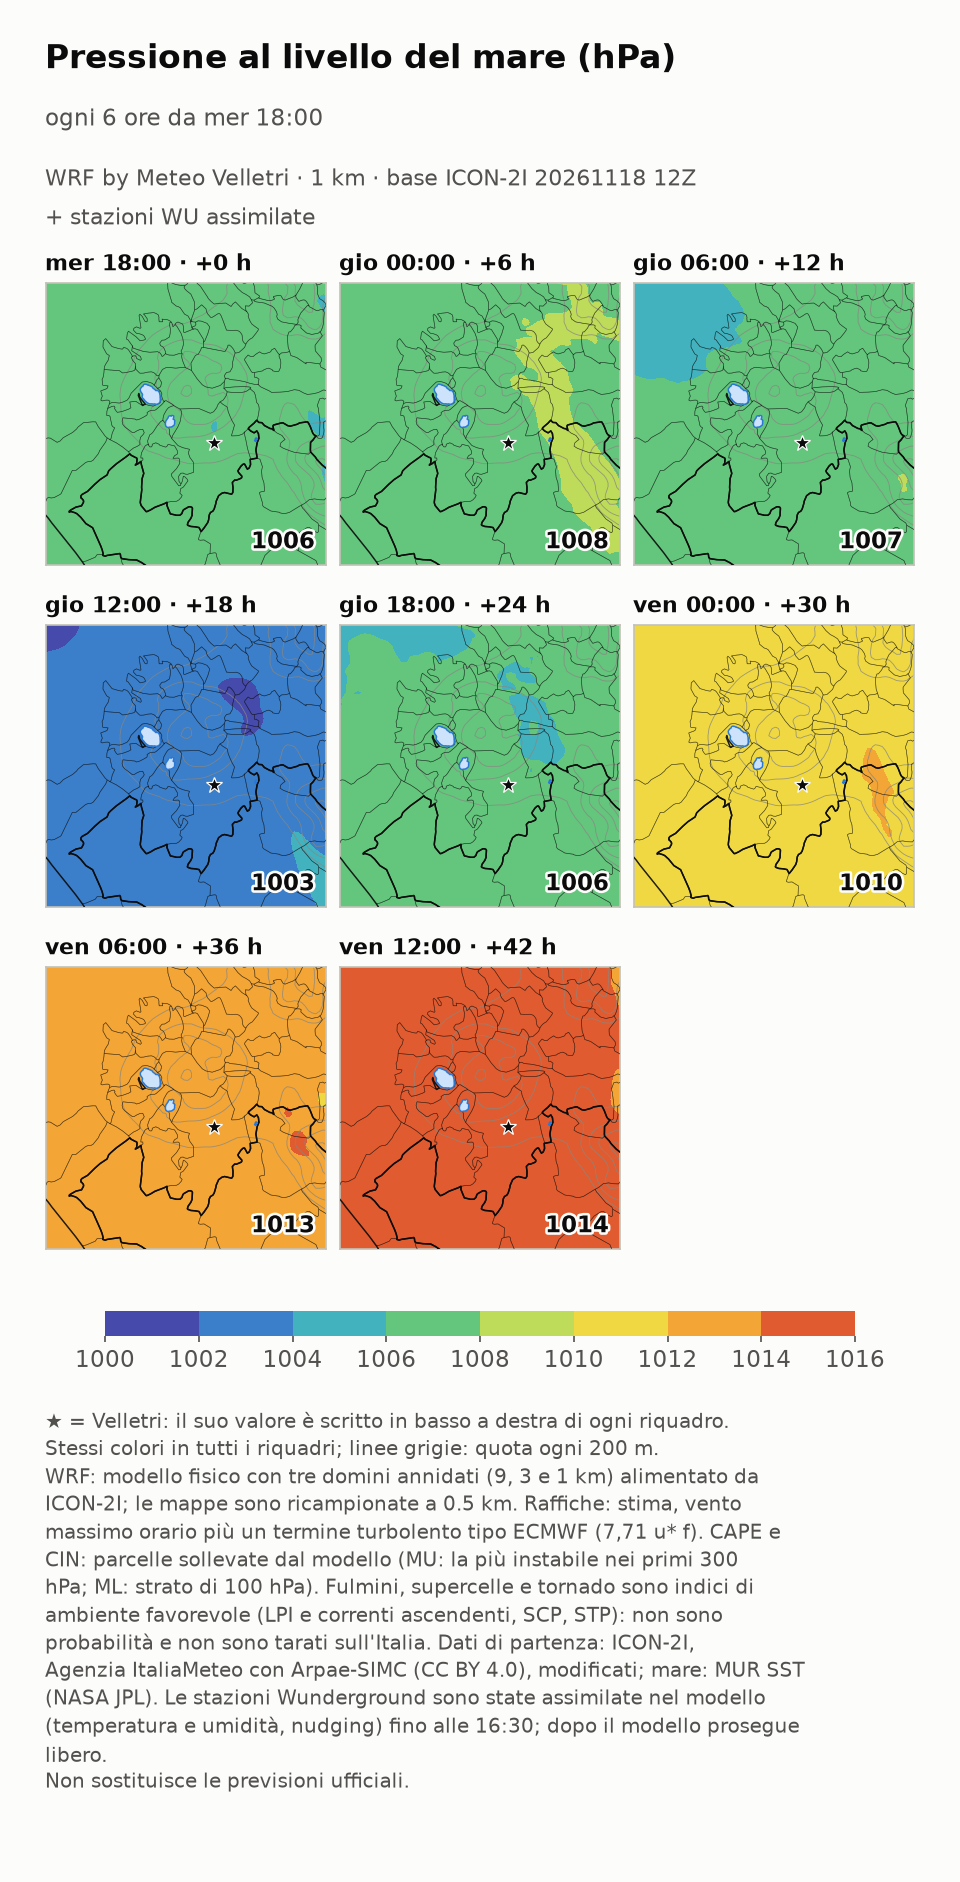 Pressione al livello del mare (hPa)
ogni 6 ore da mer 18:00
WRF by Meteo Velletri · 1 km · base ICON-2I 20261118 12Z
+ stazioni WU assimilate
mer 18:00 · +0 h
gio 00:00 · +6 h
gio 06:00 · +12 h
1006
1008
1007
gio 12:00 · +18 h
gio 18:00 · +24 h
ven 00:00 · +30 h
1003
1006
1010
ven 06:00 · +36 h
ven 12:00 · +42 h
1013
1014
1000 1002 1004 1006 1008 1010 1012 1014 1016
★ = Velletri: il suo valore è scritto in basso a destra di ogni riquadro.
Stessi colori in tutti i riquadri; linee grigie: quota ogni 200 m.
WRF: modello fisico con tre domini annidati (9, 3 e 1 km) alimentato da
ICON-2I; le mappe sono ricampionate a 0.5 km. Raffiche: stima, vento
massimo orario più un termine turbolento tipo ECMWF (7,71 u* f). CAPE e
CIN: parcelle sollevate dal modello (MU: la più instabile nei primi 300
hPa; ML: strato di 100 hPa). Fulmini, supercelle e tornado sono indici di
ambiente favorevole (LPI e correnti ascendenti, SCP, STP): non sono
probabilità e non sono tarati sull'Italia. Dati di partenza: ICON-2I,
Agenzia ItaliaMeteo con Arpae-SIMC (CC BY 4.0), modificati; mare: MUR SST
(NASA JPL). Le stazioni Wunderground sono state assimilate nel modello
(temperatura e umidità, nudging) fino alle 16:30; dopo il modello prosegue
libero.
Non sostituisce le previsioni ufficiali.